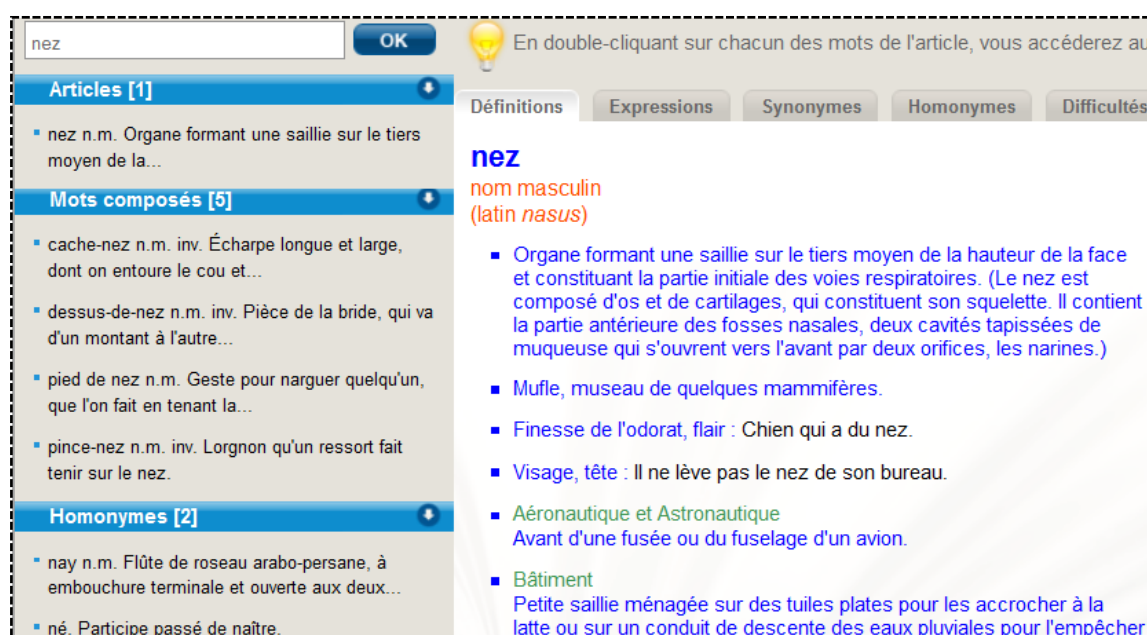 nez
OK
Articles [1]
nez n.m. Organe formant une saillie sur le tiers
moyen de la...
Mots composés [5]
cache-nez n.m. inv. Écharpe longue et large,
dont on entoure le cou et...
dessus-de-nez n.m. inv. Pièce de la bride, qui va
d'un montant à l'autre...
pied de nez n.m. Geste pour narguer quelqu'un,
que l'on fait en tenant la...
pince-nez n.m. inv. Lorgnon qu'un ressort fait
tenir sur le nez.
Homonymes [2]
nay n.m. Flûte de roseau arabo-persane, à
embouchure terminale et ouverte aux deux...
né. Participe passé de naître.
En double-cliquant sur chacun des mots de l'article, vous accéderez au
Définitions Expressions Synonymes Homonymes Difficultés
nez
nom masculin
(latin nasus)
Organe formant une saillie sur le tiers moyen de la hauteur de la face
et constituant la partie initiale des voies respiratoires. (Le nez est
composé d'os et de cartilages, qui constituent son squelette. Il contient
la partie antérieure des fosses nasales, deux cavités tapissées de
muqueuse qui s'ouvrent vers l'avant par deux orifices, les narines.)
Mufle, museau de quelques mammifères.
Finesse de l'odorat, flair : Chien qui a du nez.
Visage, tête : Il ne lève pas le nez de son bureau.
Aéronautique et Astronautique
Avant d'une fusée ou du fuselage d'un avion.
Bâtiment
Petite saillie ménagée sur des tuiles plates pour les accrocher à la
latte ou sur un conduit de descente des eaux pluviales pour l'empêcher